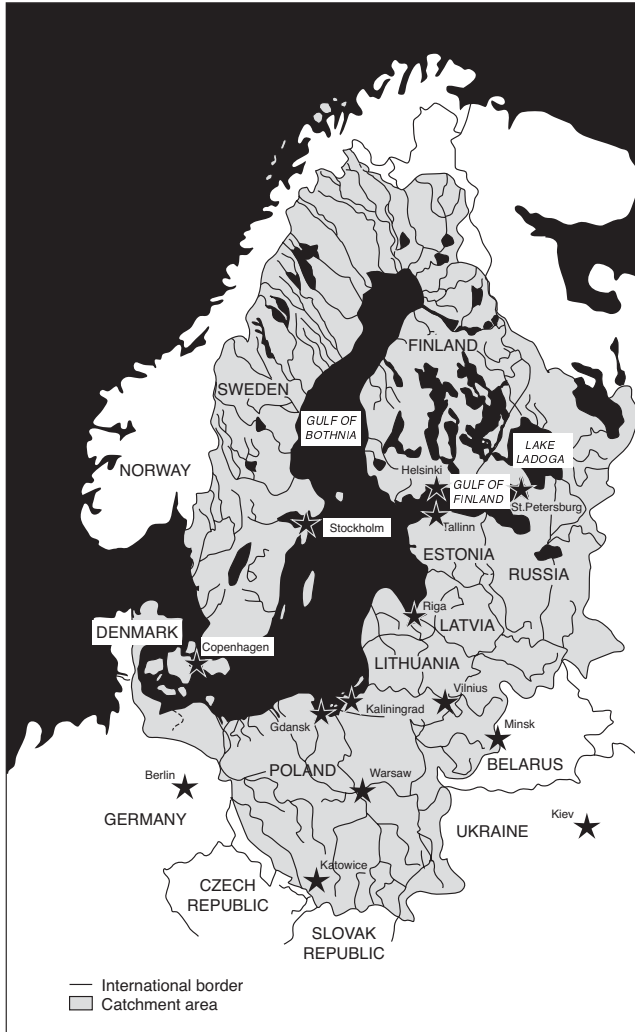 FINLAND
SWEDEN
GULF OF
BOTHNIA
LAKE
LADOGA
NORWAY
Helsinki
GULF OF
FINLAND
St.Petersburg
Stockholm
Tallinn
ESTONIA
RUSSIA
Riga
LATVIA
DENMARK
Copenhagen
LITHUANIA
Vilnius
Kaliningrad
Gdansk
Minsk
BELARUS
POLAND
Warsaw
Berlin
GERMANY
Kiev
UKRAINE
Katowice
CZECH
REPUBLIC
SLOVAK
REPUBLIC
International border
Catchment area